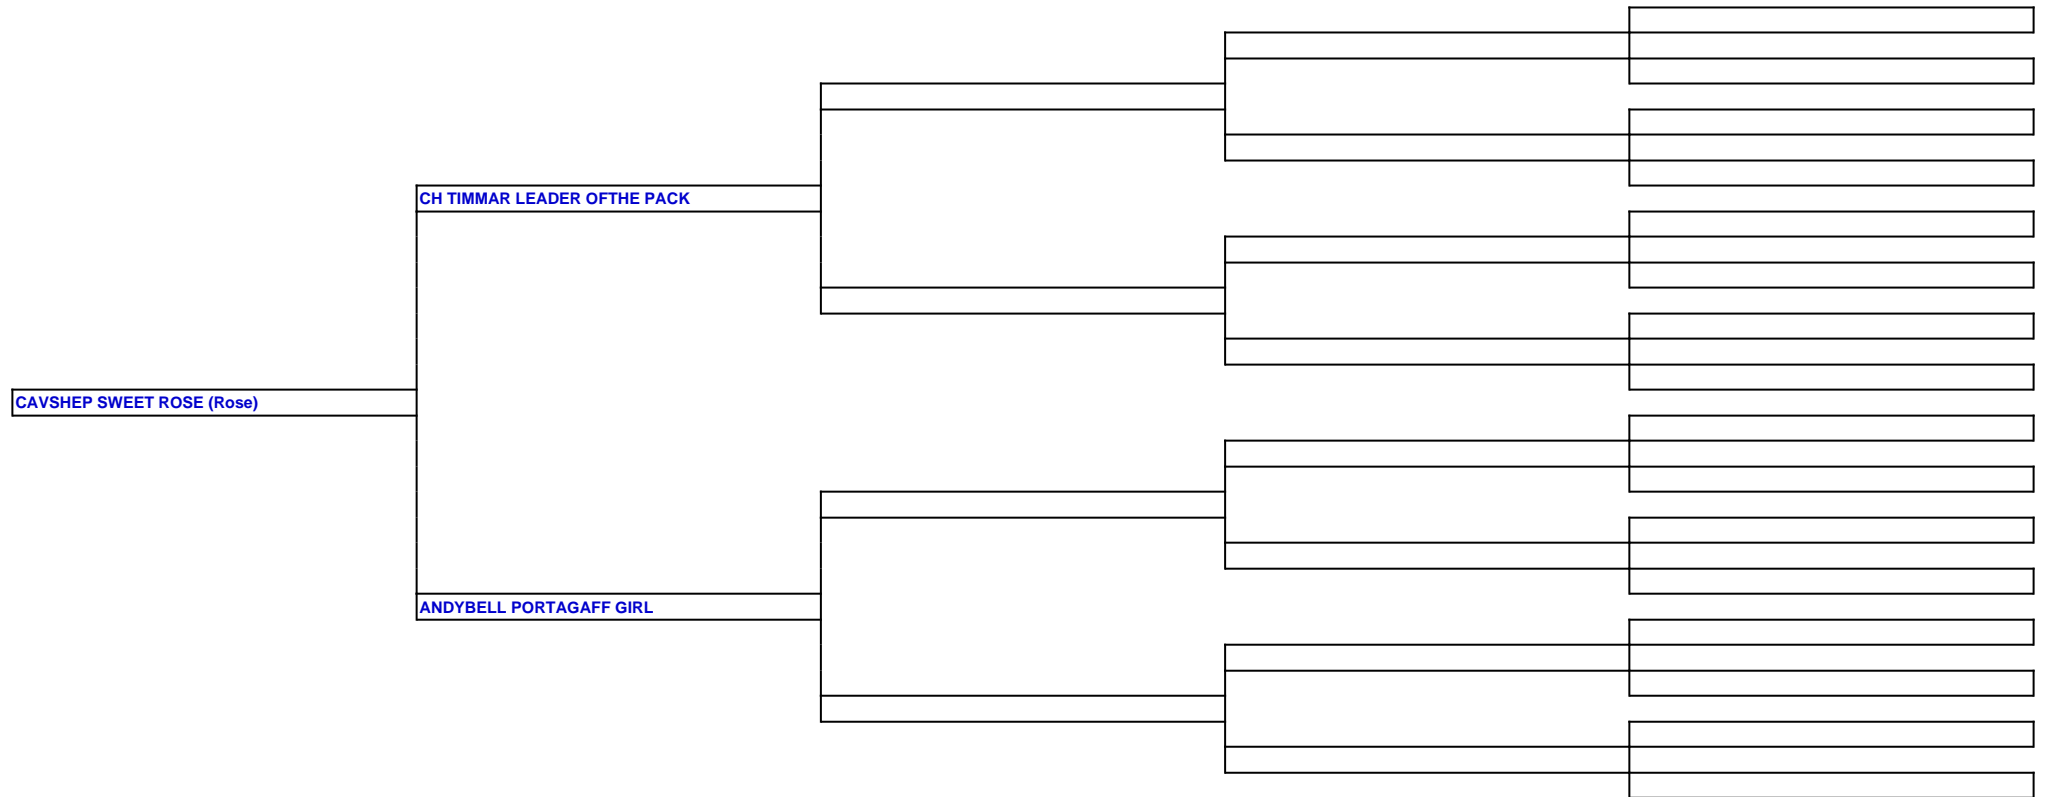 CH TIMMAR LEADER OFTHE PACK
CAVSHEP SWEET ROSE (Rose)
ANDYBELL PORTAGAFF GIRL